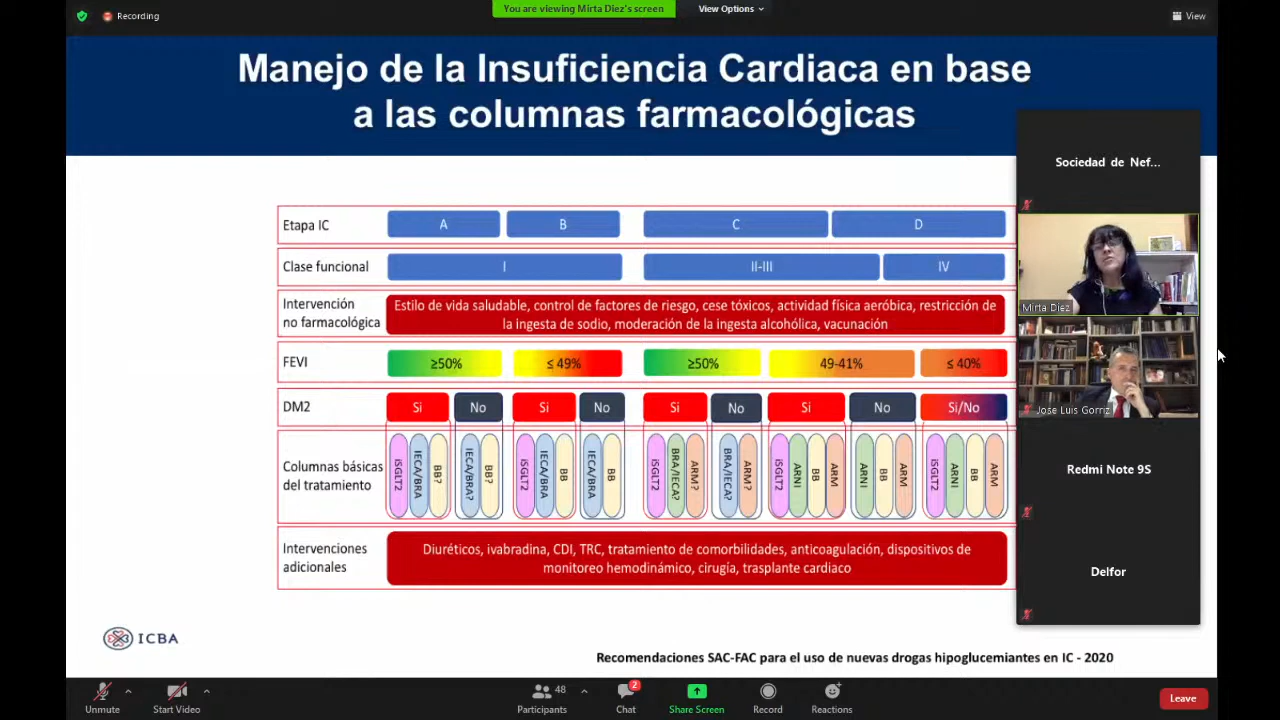 Recording
You are viewing Mirta Diez's screen
View Options
View
Manejo de la Insuficiencia Cardiaca en base
a las columnas farmacológicas
Sociedad de Nef...
Mirta Diez
Jose Luis Gorriz
Redmi Note 9S
Delfor
Etapa IC A B C D
Clase funcional I II-III IV
Intervención
no farmacológica
Estilo de vida saludable, control de factores de riesgo, cese tóxicos, actividad física aeróbica, restricción de
la ingesta de sodio, moderación de la ingesta alcohólica, vacunación
FEVI ≥50% ≤ 49% ≥50% 49-41% ≤ 40%
DM2 Si No Si No Si No Si No Si/No
Columnas básicas
del tratamiento
iSGLT2 IECA/BRA BB? IECA/BRA? BB? iSGLT2 IECA/BRA BB IECA/BRA BB iSGLT2 BRA/IECA? ARM? BRA/IECA? ARM? iSGLT2 ARNI BB ARM ARNI BB ARM iSGLT2 ARNI BB ARM
Intervenciones
adicionales
Diuréticos, ivabradina, CDI, TRC, tratamiento de comorbilidades, anticoagulación, dispositivos de
monitoreo hemodinámico, cirugía, trasplante cardiaco
ICBA
Recomendaciones SAC-FAC para el uso de nuevas drogas hipoglucemiantes en IC - 2020
Unmute
Start Video
48
Participants
2
Chat
Share Screen
Record
Reactions
Leave